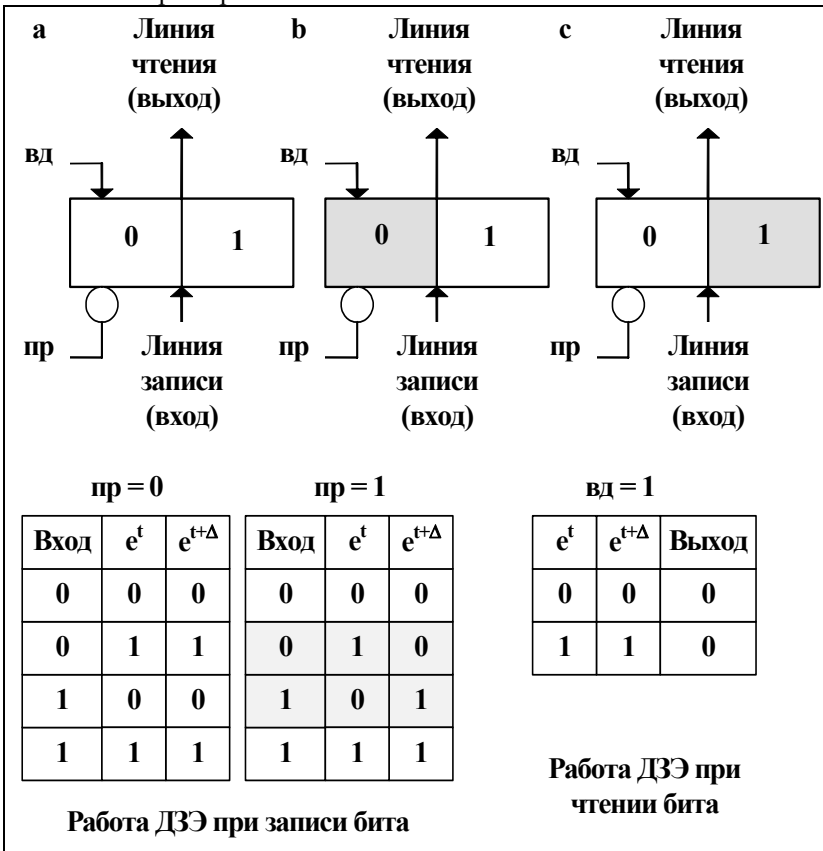 a Линия b Линия c Линия
чтения чтения чтения
(выход) (выход) (выход)
вд вд вд
0 1 0 1 0 1
пр Линия пр Линия пр Линия
записи записи записи
(вход) (вход) (вход)
пр = 0 пр = 1 вд = 1
Вход e^t e^t+Δ Вход e^t e^t+Δ e^t e^t+Δ Выход
0 0 0 0 0 0 0 0 0
0 1 1 0 1 0 1 1 0
1 0 0 1 0 1
1 1 1 1 1 1
Работа ДЗЭ при
чтении бита
Работа ДЗЭ при записи бита